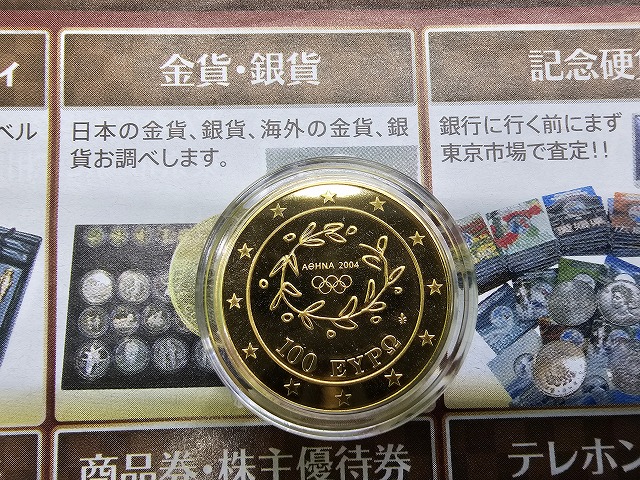 ィ
金貨・銀貨
記念硬貨
ベル
日本の金貨、銀貨、海外の金貨、銀
貨お調べします。
銀行に行く前にまず
東京市場で査定!!
ΑΘΗΝΑ 2004
100 ΕΥΡΩ
商品券・株主優待券
テレホン